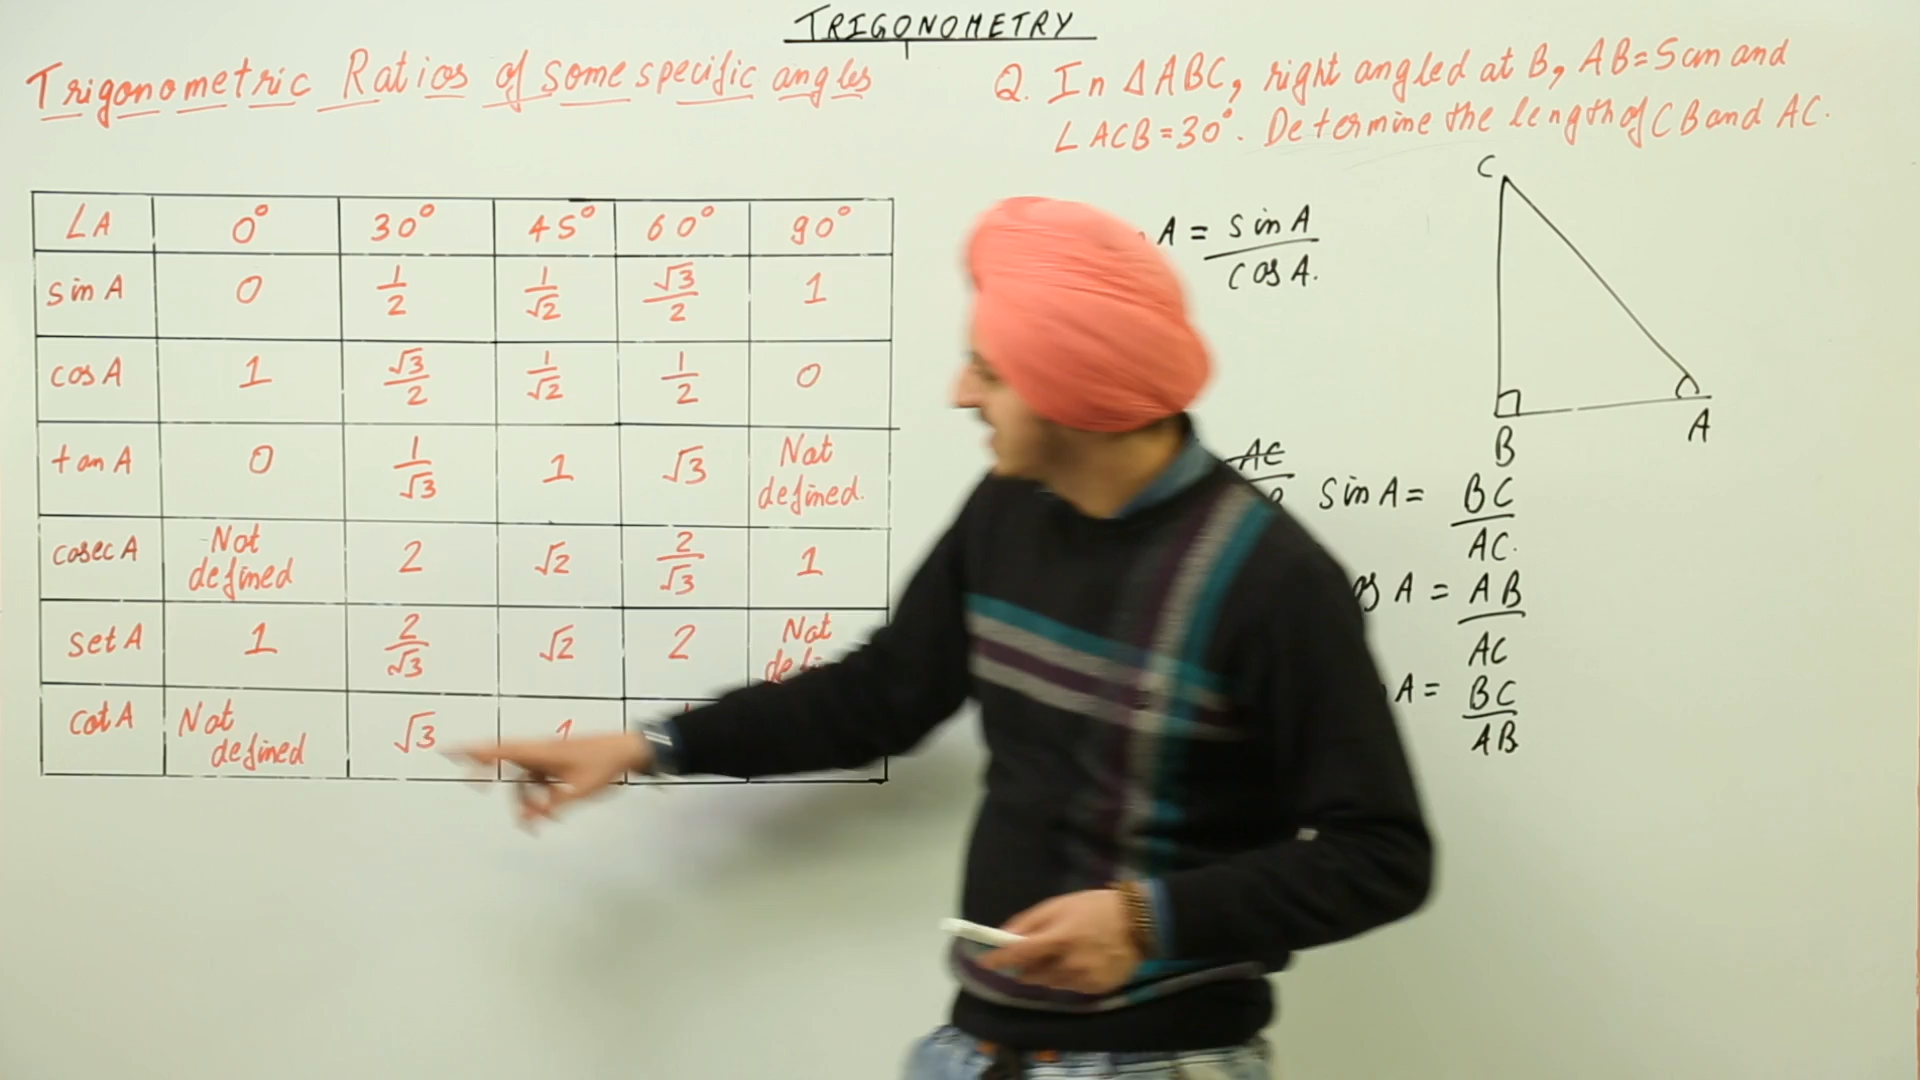 TRIGONOMETRY
Trigonometric Ratios of some specific angles
Q. In ΔABC, right angled at B, AB=5cm and
∠ACB=30°. Determine the length of CB and AC.
∠A 0° 30° 45° 60° 90°
sin A 0 1/2 1/√2 √3/2 1
cos A 1 √3/2 1/√2 1/2 0
tan A 0 1/√3 1 √3 Not defined.
cosec A Not defined 2 √2 2/√3 1
set A 1 2/√3 √2 2 Not
cot A Not defined √3 1
A = sin A / cos A.
C
B
A
AC
sin A = BC / AC.
A = AB / AC
A = BC / AB